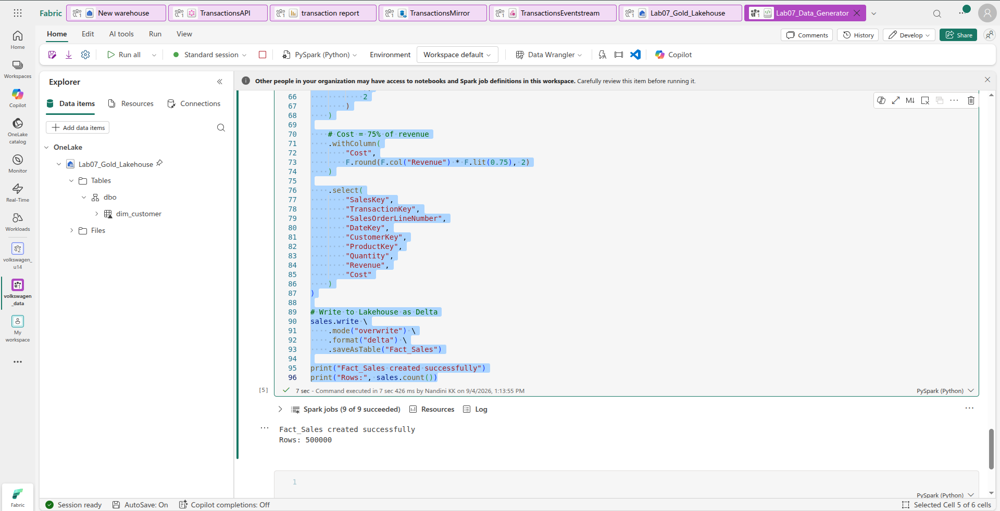 Fabric
New warehouse
TransactionsAPI
transaction report
TransactionsMirror
TransactionsEventstream
Lab07_Gold_Lakehouse
Lab07_Data_Generator
Home
Edit
AI tools
Run
View
Comments
History
Develop
Share
Run all
Standard session
PySpark (Python)
Environment
Workspace default
Data Wrangler
Copilot
Home
Workspaces
Copilot
OneLake
catalog
Monitor
Real-Time
Workloads
volkswagen_
u14
volkswagen
_data
My
workspace
Fabric
Explorer
Data items
Resources
Connections
Add data items
OneLake
Lab07_Gold_Lakehouse
Tables
dbo
dim_customer
Files
Other people in your organization may have access to notebooks and Spark job definitions in this workspace. Carefully review this item before running it.
66 2
67 )
68 )
69
70 # Cost = 75% of revenue
71 .withColumn(
72 "Cost",
73 F.round(F.col("Revenue") * F.lit(0.75), 2)
74 )
75
76 .select(
77 "SalesKey",
78 "TransactionKey",
79 "SalesOrderLineNumber",
80 "DateKey",
81 "CustomerKey",
82 "ProductKey",
83 "Quantity",
84 "Revenue",
85 "Cost"
86 )
87 )
88
89 # Write to Lakehouse as Delta
90 sales.write \
91 .mode("overwrite") \
92 .format("delta") \
93 .saveAsTable("Fact_Sales")
94
95 print("Fact_Sales created successfully")
96 print("Rows:", sales.count())
[5]
7 sec - Command executed in 7 sec 426 ms by Nandini KK on 9/4/2026, 1:13:55 PM
PySpark (Python)
Spark jobs (9 of 9 succeeded)
Resources
Log
Fact_Sales created successfully
Rows: 500000
1
PySpark (Python)
Session ready
AutoSave: On
Copilot completions: Off
Selected Cell 5 of 6 cells